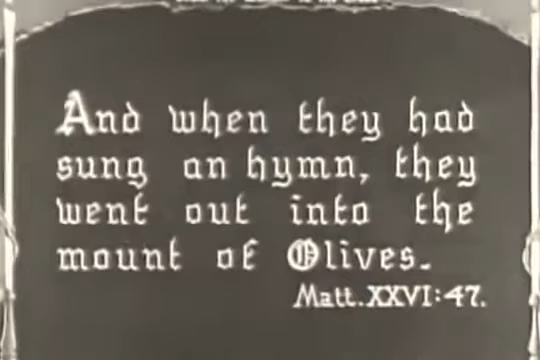 And when they had
sung an hymn, they
went out into the
mount of Olives.
Matt.XXVI:47.